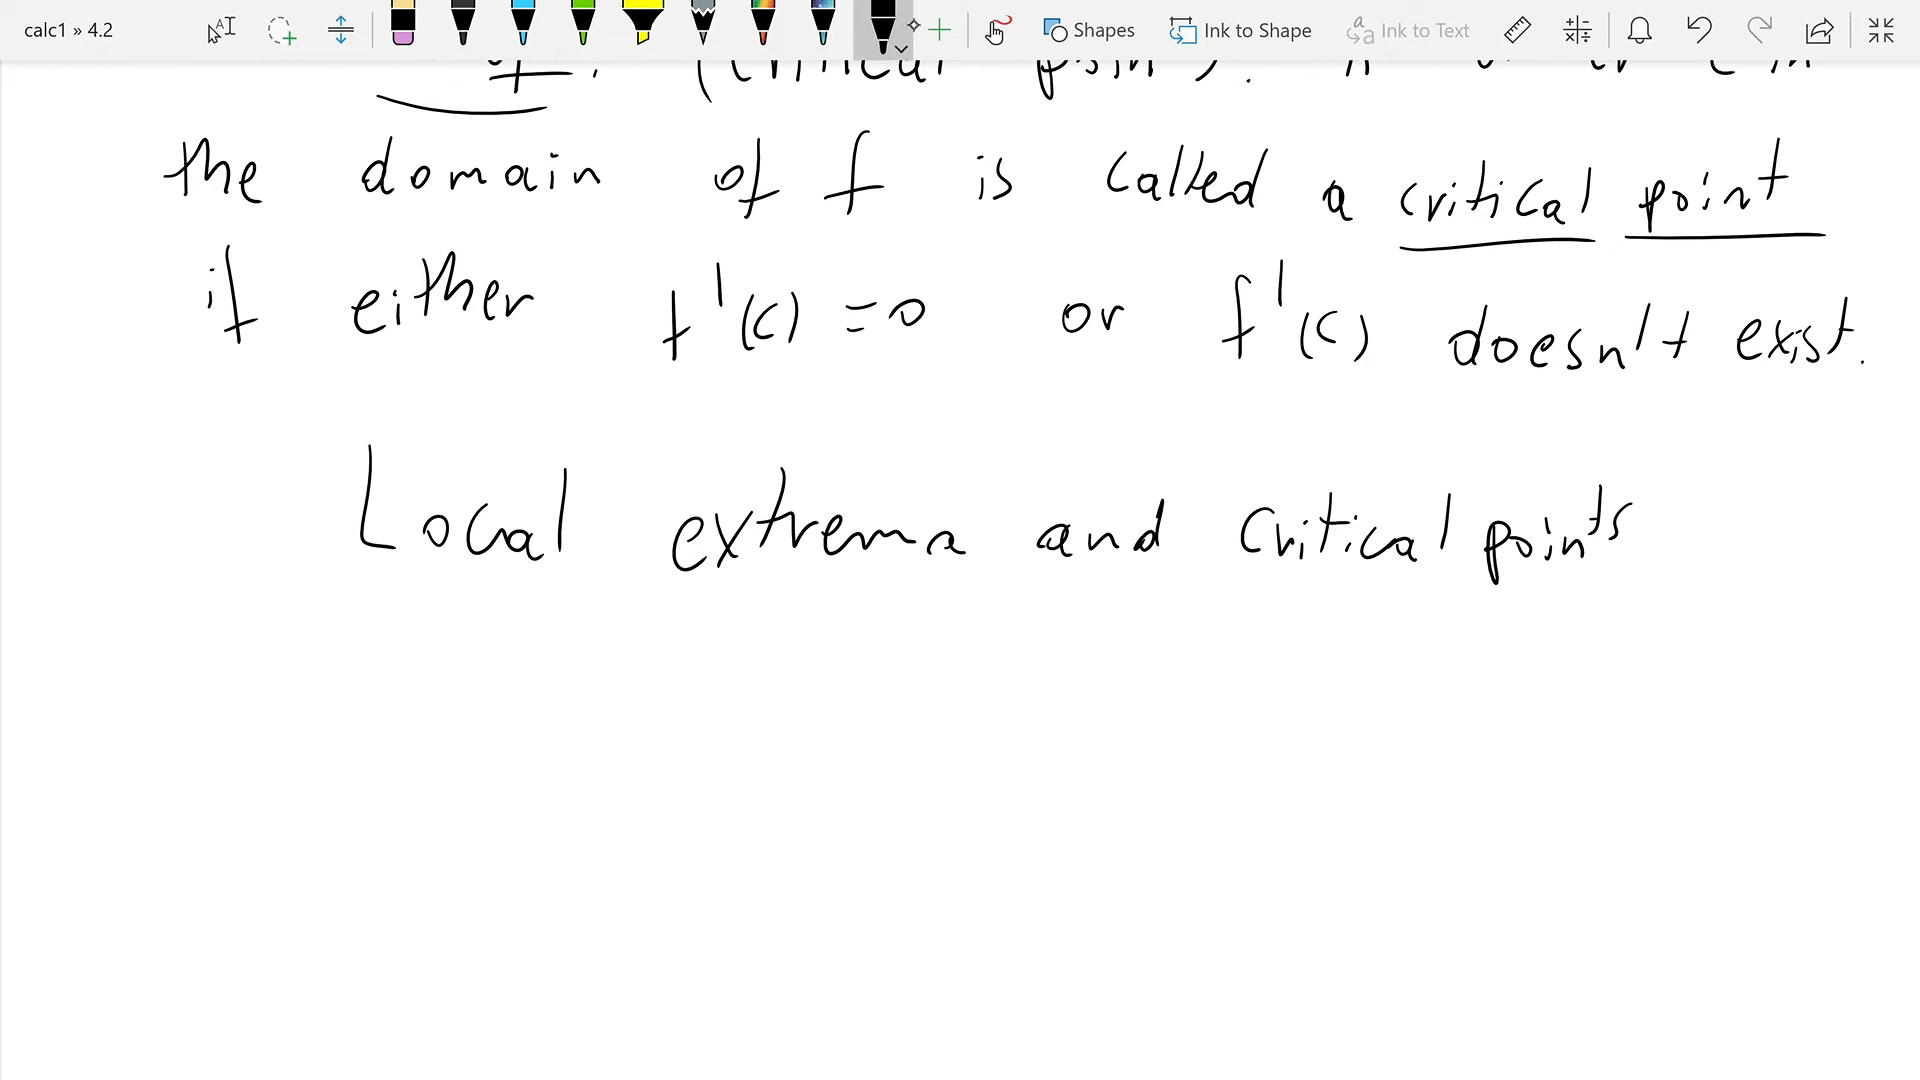 calc1 » 4.2
Shapes
Ink to Shape
Ink to Text
the domain of f is called a critical point
if either f'(c) = 0 or f'(c) doesn't exist.
Local extrema and critical points